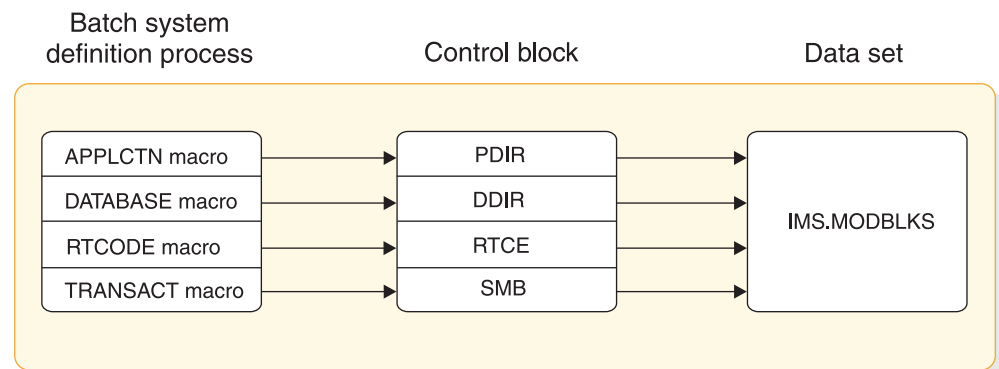 Batch system
definition process
Control block
Data set
APPLCTN macro
PDIR
DATABASE macro
DDIR
RTCODE macro
RTCE
TRANSACT macro
SMB
IMS.MODBLKS